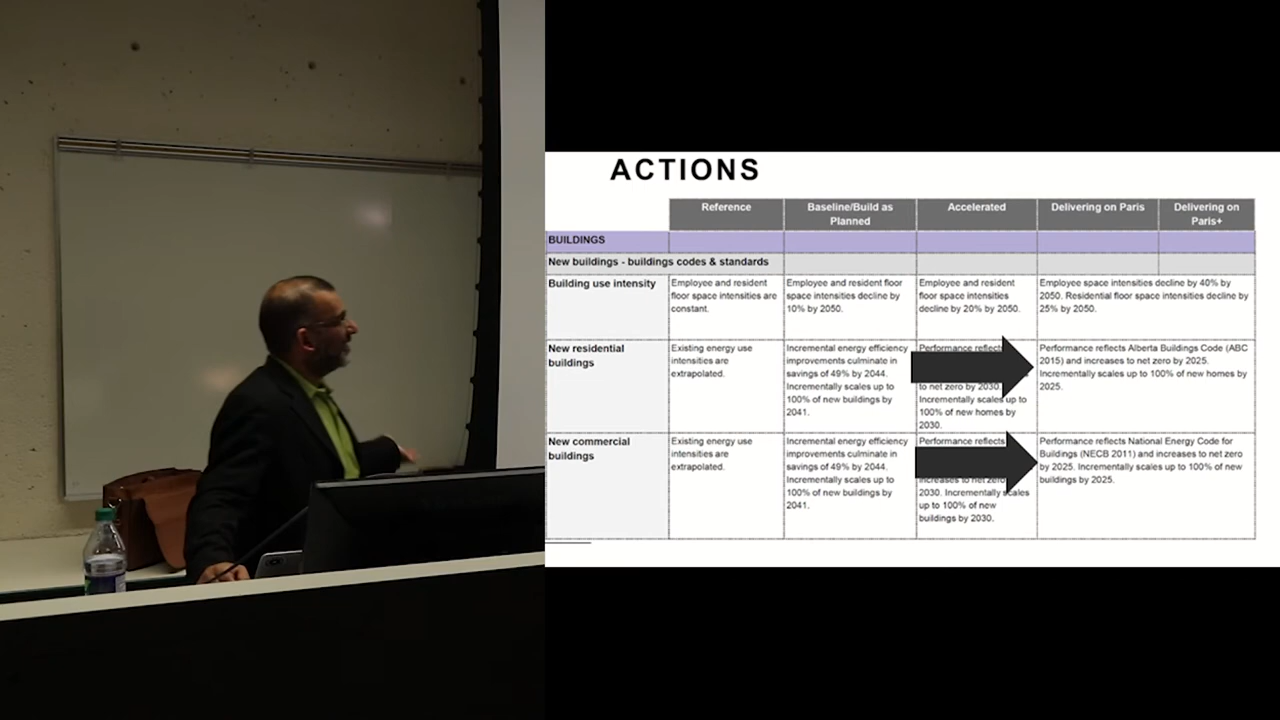 ACTIONS
Reference
Baseline/Build as
Planned
Accelerated
Delivering on Paris
Delivering on
Paris+
BUILDINGS
New buildings - buildings codes & standards
Building use intensity
Employee and resident
floor space intensities are
constant.
Employee and resident floor
space intensities decline by
10% by 2050.
Employee and resident
floor space intensities
decline by 20% by 2050.
Employee space intensities decline by 40% by
2050. Residential floor space intensities decline by
25% by 2050.
New residential
buildings
Existing energy use
intensities are
extrapolated.
Incremental energy efficiency
improvements culminate in
savings of 49% by 2044.
Incrementally scales up to
100% of new buildings by
2041.
Performance reflects
to net zero by 2030.
Incrementally scales up to
100% of new homes by
2030.
Performance reflects Alberta Buildings Code (ABC
2015) and increases to net zero by 2025.
Incrementally scales up to 100% of new homes by
2025.
New commercial
buildings
Existing energy use
intensities are
extrapolated.
Incremental energy efficiency
improvements culminate in
savings of 49% by 2044.
Incrementally scales up to
100% of new buildings by
2041.
Performance reflects
increases to net zero
2030. Incrementally scales
up to 100% of new
buildings by 2030.
Performance reflects National Energy Code for
Buildings (NECB 2011) and increases to net zero
by 2025. Incrementally scales up to 100% of new
buildings by 2025.